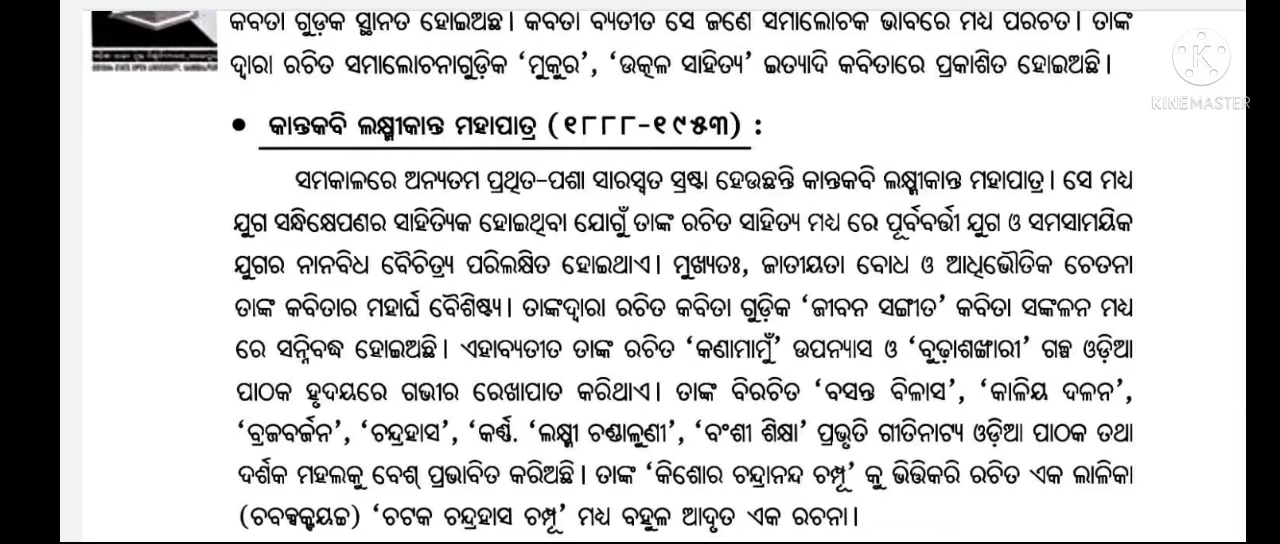 କବିତା ଗୁଡ଼ିକ ସ୍ଥାନିତ ହୋଇଅଛି। କବିତା ବ୍ୟତୀତ ସେ ଜଣେ ସମାଲୋଚକ ଭାବରେ ମଧ୍ୟ ପରିଚିତ। ତାଙ୍କ
ଦ୍ୱାରା ରଚିତ ସମାଲୋଚନାଗୁଡ଼ିକ ‘ମୁକୁର’, ‘ଉତ୍କଳ ସାହିତ୍ୟ’ ଇତ୍ୟାଦି କବିତାରେ ପ୍ରକାଶିତ ହୋଇଅଛି।
KINEMASTER
• କାନ୍ତକବି ଲକ୍ଷ୍ମୀକାନ୍ତ ମହାପାତ୍ର (୧୮୮୮-୧୯୫୩) :
ସମକାଳରେ ଅନ୍ୟତମ ପ୍ରଥିତ-ପଶା ସାରସ୍ୱତ ସ୍ରଷ୍ଟା ହେଉଛନ୍ତି କାନ୍ତକବି ଲକ୍ଷ୍ମୀକାନ୍ତ ମହାପାତ୍ର। ସେ ମଧ୍ୟ
ଯୁଗ ସନ୍ଧିକ୍ଷେପଣର ସାହିତ୍ୟିକ ହୋଇଥିବା ଯୋଗୁଁ ତାଙ୍କ ରଚିତ ସାହିତ୍ୟ ମଧ୍ୟ ରେ ପୂର୍ବବର୍ତ୍ତୀ ଯୁଗ ଓ ସମସାମୟିକ
ଯୁଗର ନାନବିଧ ବୈଚିତ୍ର୍ୟ ପରିଲକ୍ଷିତ ହୋଇଥାଏ। ମୁଖ୍ୟତଃ, ଜାତୀୟତା ବୋଧ ଓ ଆଧିଭୌତିକ ଚେତନା
ତାଙ୍କ କବିତାର ମହାର୍ଘ ବୈଶିଷ୍ଟ୍ୟ। ତାଙ୍କଦ୍ୱାରା ରଚିତ କବିତା ଗୁଡ଼ିକ ‘ଜୀବନ ସଙ୍ଗୀତ’ କବିତା ସଙ୍କଳନ ମଧ୍ୟ
ରେ ସନ୍ନିବଦ୍ଧ ହୋଇଅଛି। ଏହାବ୍ୟତୀତ ତାଙ୍କ ରଚିତ ‘କଣାମାମୁଁ’ ଉପନ୍ୟାସ ଓ ‘ବୁଢ଼ାଶଙ୍ଖାରୀ’ ଗଳ୍ପ ଓଡ଼ିଆ
ପାଠକ ହୃଦୟରେ ଗଭୀର ରେଖାପାତ କରିଥାଏ। ତାଙ୍କ ବିରଚିତ ‘ବସନ୍ତ ବିଳାସ’, ‘କାଳିୟ ଦଳନ’,
‘ବ୍ରଜବର୍ଜନ’, ‘ଚନ୍ଦ୍ରହାସ’, ‘କର୍ଣ୍ଣ. ‘ଲକ୍ଷ୍ମୀ ଚଣ୍ଡାଳୁଣୀ’, ‘ବଂଶୀ ଶିକ୍ଷା’ ପ୍ରଭୃତି ଗୀତିନାଟ୍ୟ ଓଡ଼ିଆ ପାଠକ ତଥା
ଦର୍ଶକ ମହଲକୁ ବେଶ୍ ପ୍ରଭାବିତ କରିଅଛି। ତାଙ୍କ ‘କିଶୋର ଚନ୍ଦ୍ରାନନ୍ଦ ଚମ୍ପୂ’ କୁ ଭିତ୍ତିକରି ରଚିତ ଏକ ଲାଳିକା
‘ଚଟକ ଚନ୍ଦ୍ରହାସ ଚମ୍ପୂ’ ମଧ୍ୟ ବହୁଳ ଆଦୃତ ଏକ ରଚନା।